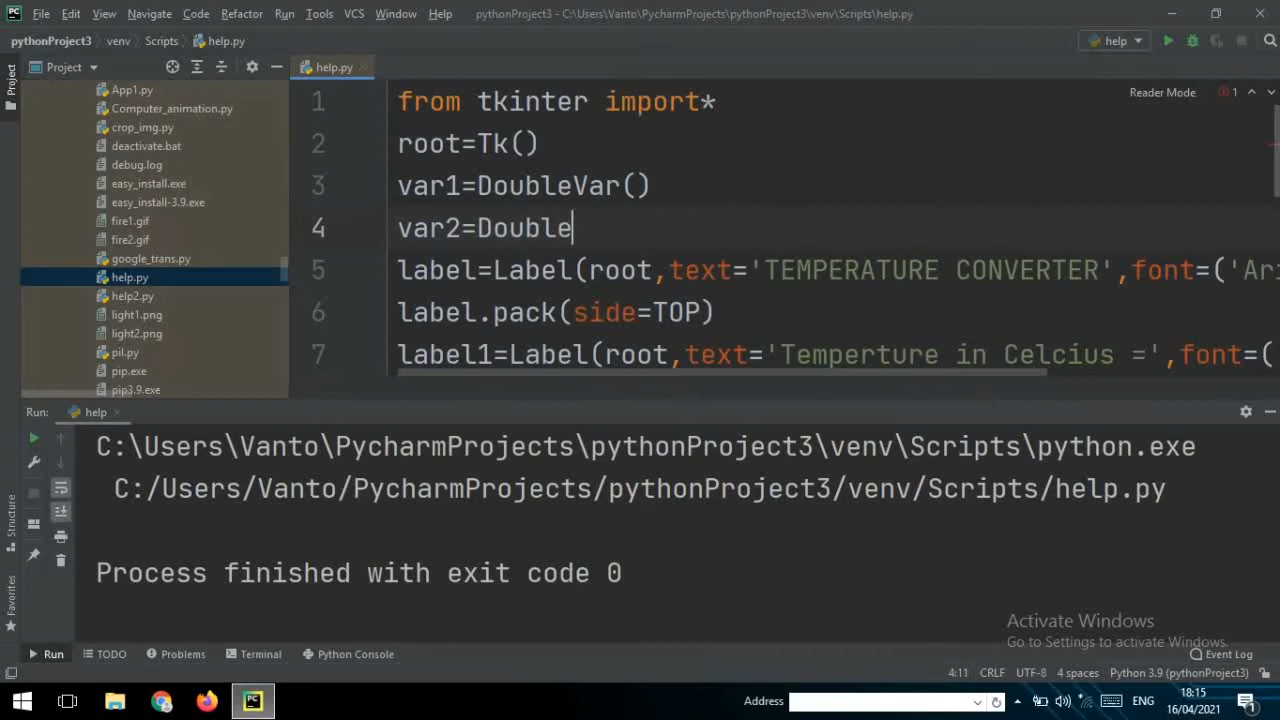 File Edit View Navigate Code Refactor Run Tools VCS Window Help pythonProject3 - C:\Users\Vanto\PycharmProjects\pythonProject3\venv\Scripts\help.py
pythonProject3 venv Scripts help.py help
Project
Project
help.py
App1.py
Computer_animation.py
crop_img.py
deactivate.bat
debug.log
easy_install.exe
easy_install-3.9.exe
fire1.gif
fire2.gif
google_trans.py
help.py
help2.py
light1.png
light2.png
pil.py
pip.exe
pip3.9.exe
Reader Mode 1
1 from tkinter import*
2 root=Tk()
3 var1=DoubleVar()
4 var2=Double
5 label=Label(root,text='TEMPERATURE CONVERTER',font=('Ar
6 label.pack(side=TOP)
7 label1=Label(root,text='Temperture in Celcius =',font=(
Run: help
C:\Users\Vanto\PycharmProjects\pythonProject3\venv\Scripts\python.exe
C:/Users/Vanto/PycharmProjects/pythonProject3/venv/Scripts/help.py
Process finished with exit code 0
Structure
Favorites
Activate Windows
Go to Settings to activate Windows.
Run TODO Problems Terminal Python Console Event Log
4:11 CRLF UTF-8 4 spaces Python 3.9 (pythonProject3)
PC Address ENG 18:15
16/04/2021 1